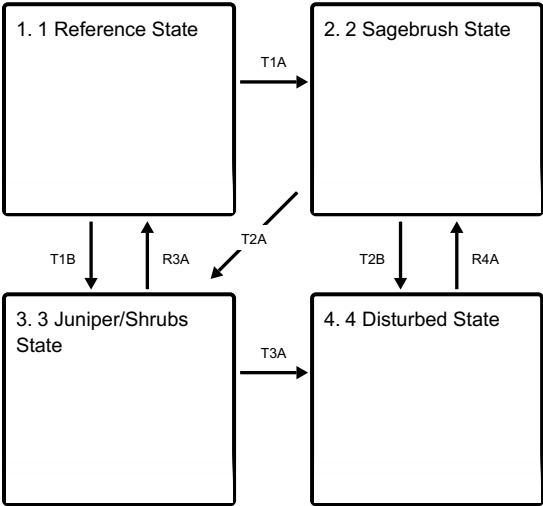 1. 1 Reference State
2. 2 Sagebrush State
T1A
T1B
R3A
T2A
T2B
R4A
3. 3 Juniper/Shrubs
State
4. 4 Disturbed State
T3A